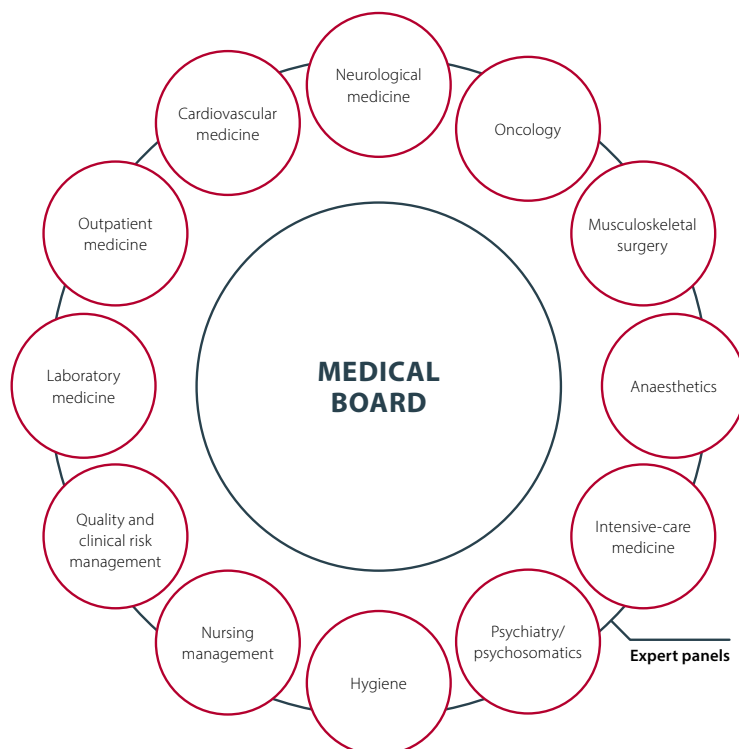 Neurological
medicine
Oncology
Musculoskeletal
surgery
Anaesthetics
Intensive-care
medicine
Psychiatry/
psychosomatics
Hygiene
Nursing
management
Quality and
clinical risk
management
Laboratory
medicine
Outpatient
medicine
Cardiovascular
medicine
MEDICAL
BOARD
Expert panels